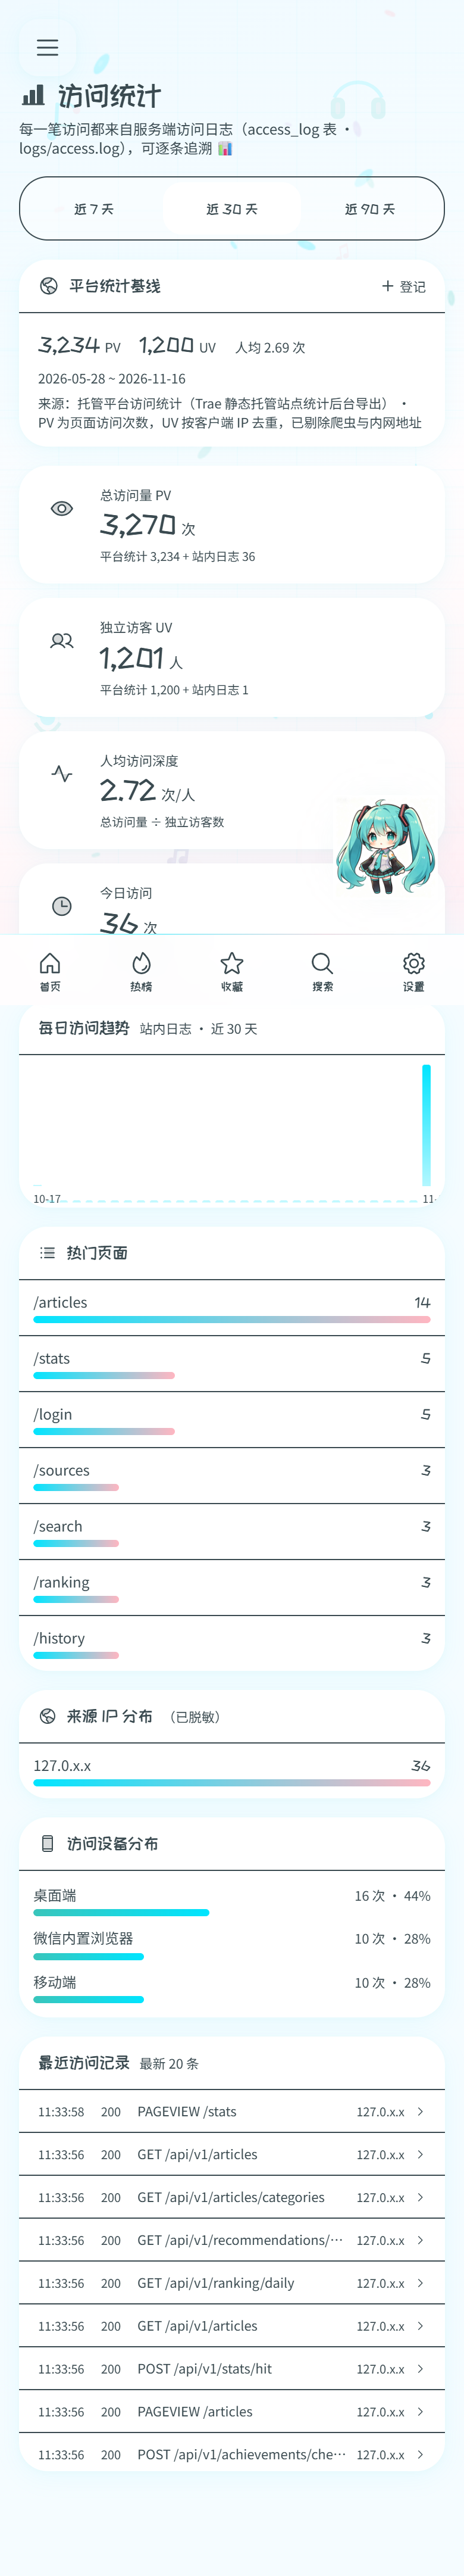 访问统计
每一笔访问都来自服务端访问日志（access_log 表 ·
logs/access.log），可逐条追溯
近 7 天
近 30 天
近 90 天
平台统计基线
登记
3,234 PV 1,200 UV 人均 2.69 次
2026-05-28 ~ 2026-11-16
来源：托管平台访问统计（Trae 静态托管站点统计后台导出） ·
PV 为页面访问次数，UV 按客户端 IP 去重，已剔除爬虫与内网地址
总访问量 PV
3,270 次
平台统计 3,234 + 站内日志 36
独立访客 UV
1,201 人
平台统计 1,200 + 站内日志 1
人均访问深度
2.72 次/人
总访问量 ÷ 独立访客数
今日访问
36 次
首页
热榜
收藏
搜索
设置
每日访问趋势 站内日志 · 近 30 天
10-17
11-
热门页面
/articles 14
/stats 5
/login 5
/sources 3
/search 3
/ranking 3
/history 3
来源 IP 分布 （已脱敏）
127.0.x.x 36
访问设备分布
桌面端 16 次 · 44%
微信内置浏览器 10 次 · 28%
移动端 10 次 · 28%
最近访问记录 最新 20 条
11:33:58 200 PAGEVIEW /stats 127.0.x.x
11:33:56 200 GET /api/v1/articles 127.0.x.x
11:33:56 200 GET /api/v1/articles/categories 127.0.x.x
11:33:56 200 GET /api/v1/recommendations/… 127.0.x.x
11:33:56 200 GET /api/v1/ranking/daily 127.0.x.x
11:33:56 200 GET /api/v1/articles 127.0.x.x
11:33:56 200 POST /api/v1/stats/hit 127.0.x.x
11:33:56 200 PAGEVIEW /articles 127.0.x.x
11:33:56 200 POST /api/v1/achievements/che… 127.0.x.x